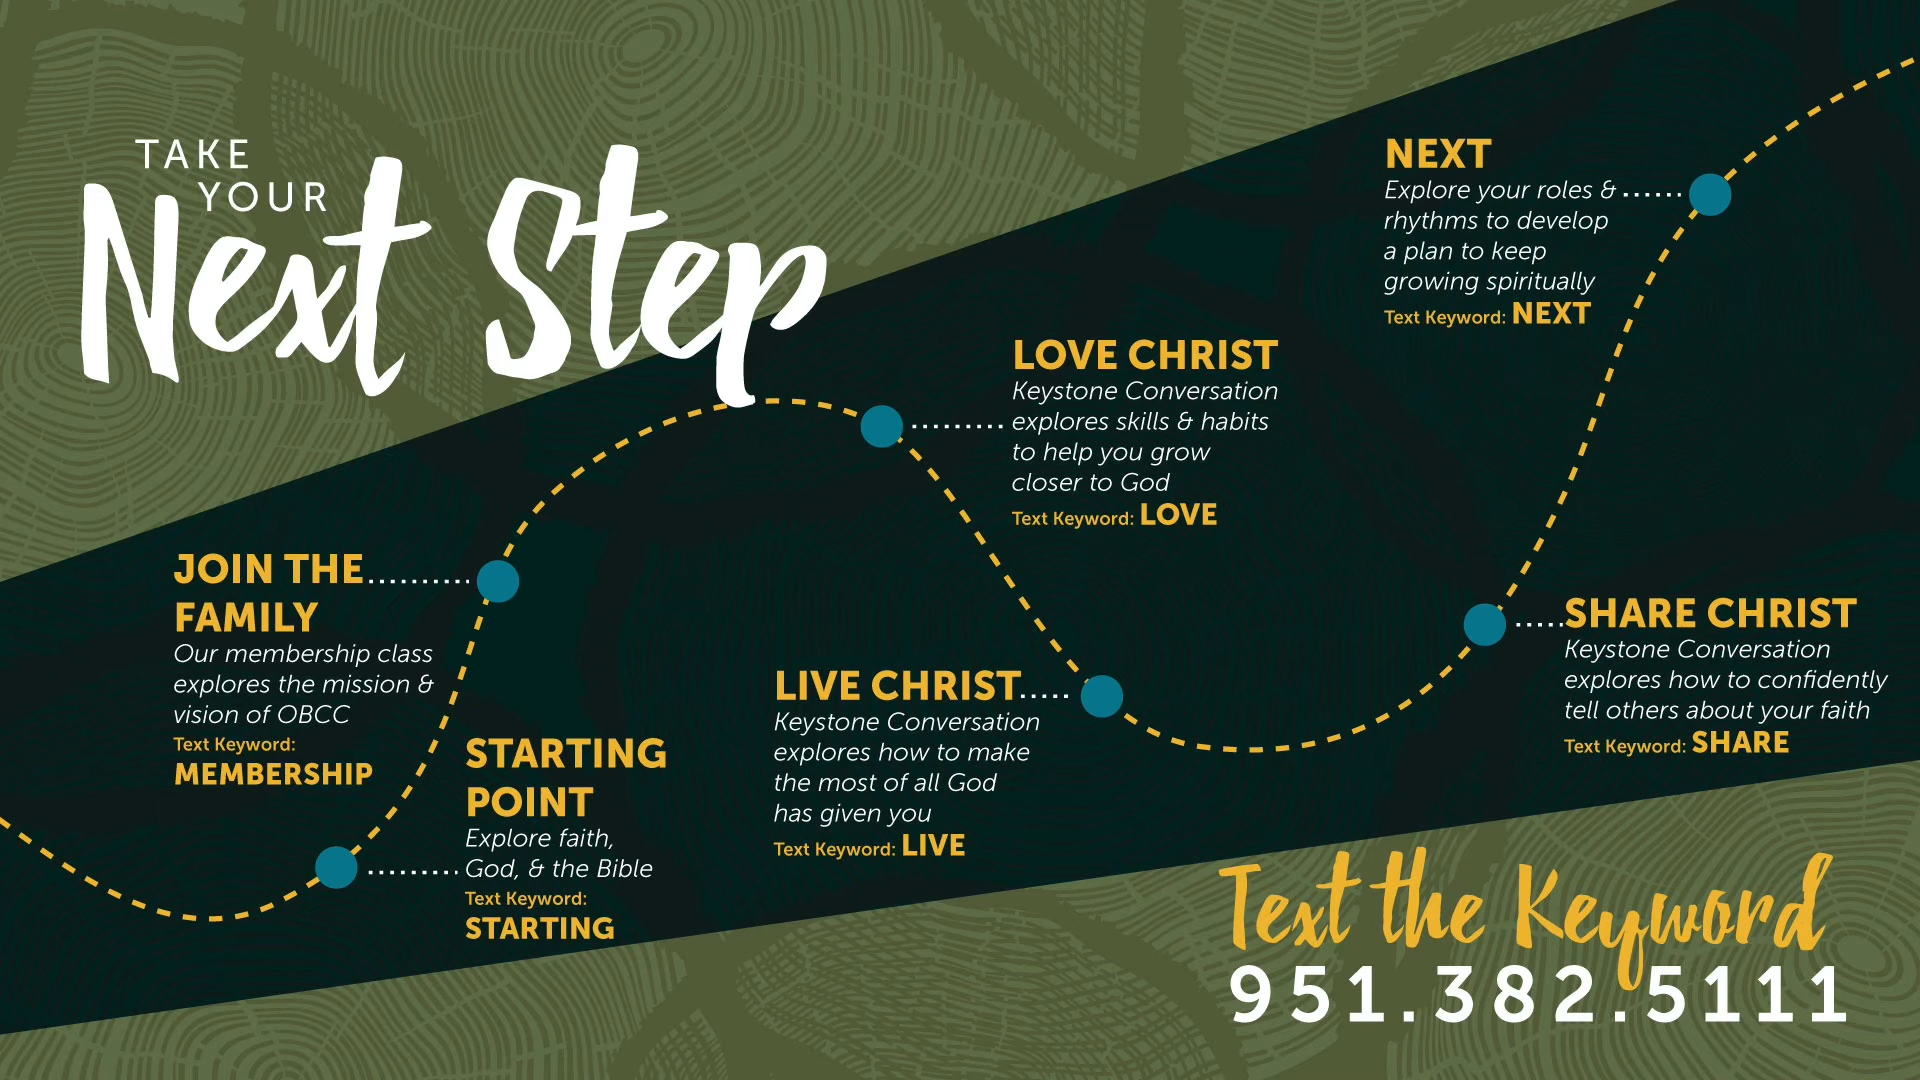 TAKE
YOUR
Next Step
NEXT
Explore your roles &
rhythms to develop
a plan to keep
growing spiritually
Text Keyword: NEXT
LOVE CHRIST
Keystone Conversation
explores skills & habits
to help you grow
closer to God
Text Keyword: LOVE
JOIN THE
FAMILY
Our membership class
explores the mission &
vision of OBCC
Text Keyword:
MEMBERSHIP
STARTING
POINT
Explore faith,
God, & the Bible
Text Keyword:
STARTING
LIVE CHRIST
Keystone Conversation
explores how to make
the most of all God
has given you
Text Keyword: LIVE
SHARE CHRIST
Keystone Conversation
explores how to confidently
tell others about your faith
Text Keyword: SHARE
Text the Keyword
951.382.5111